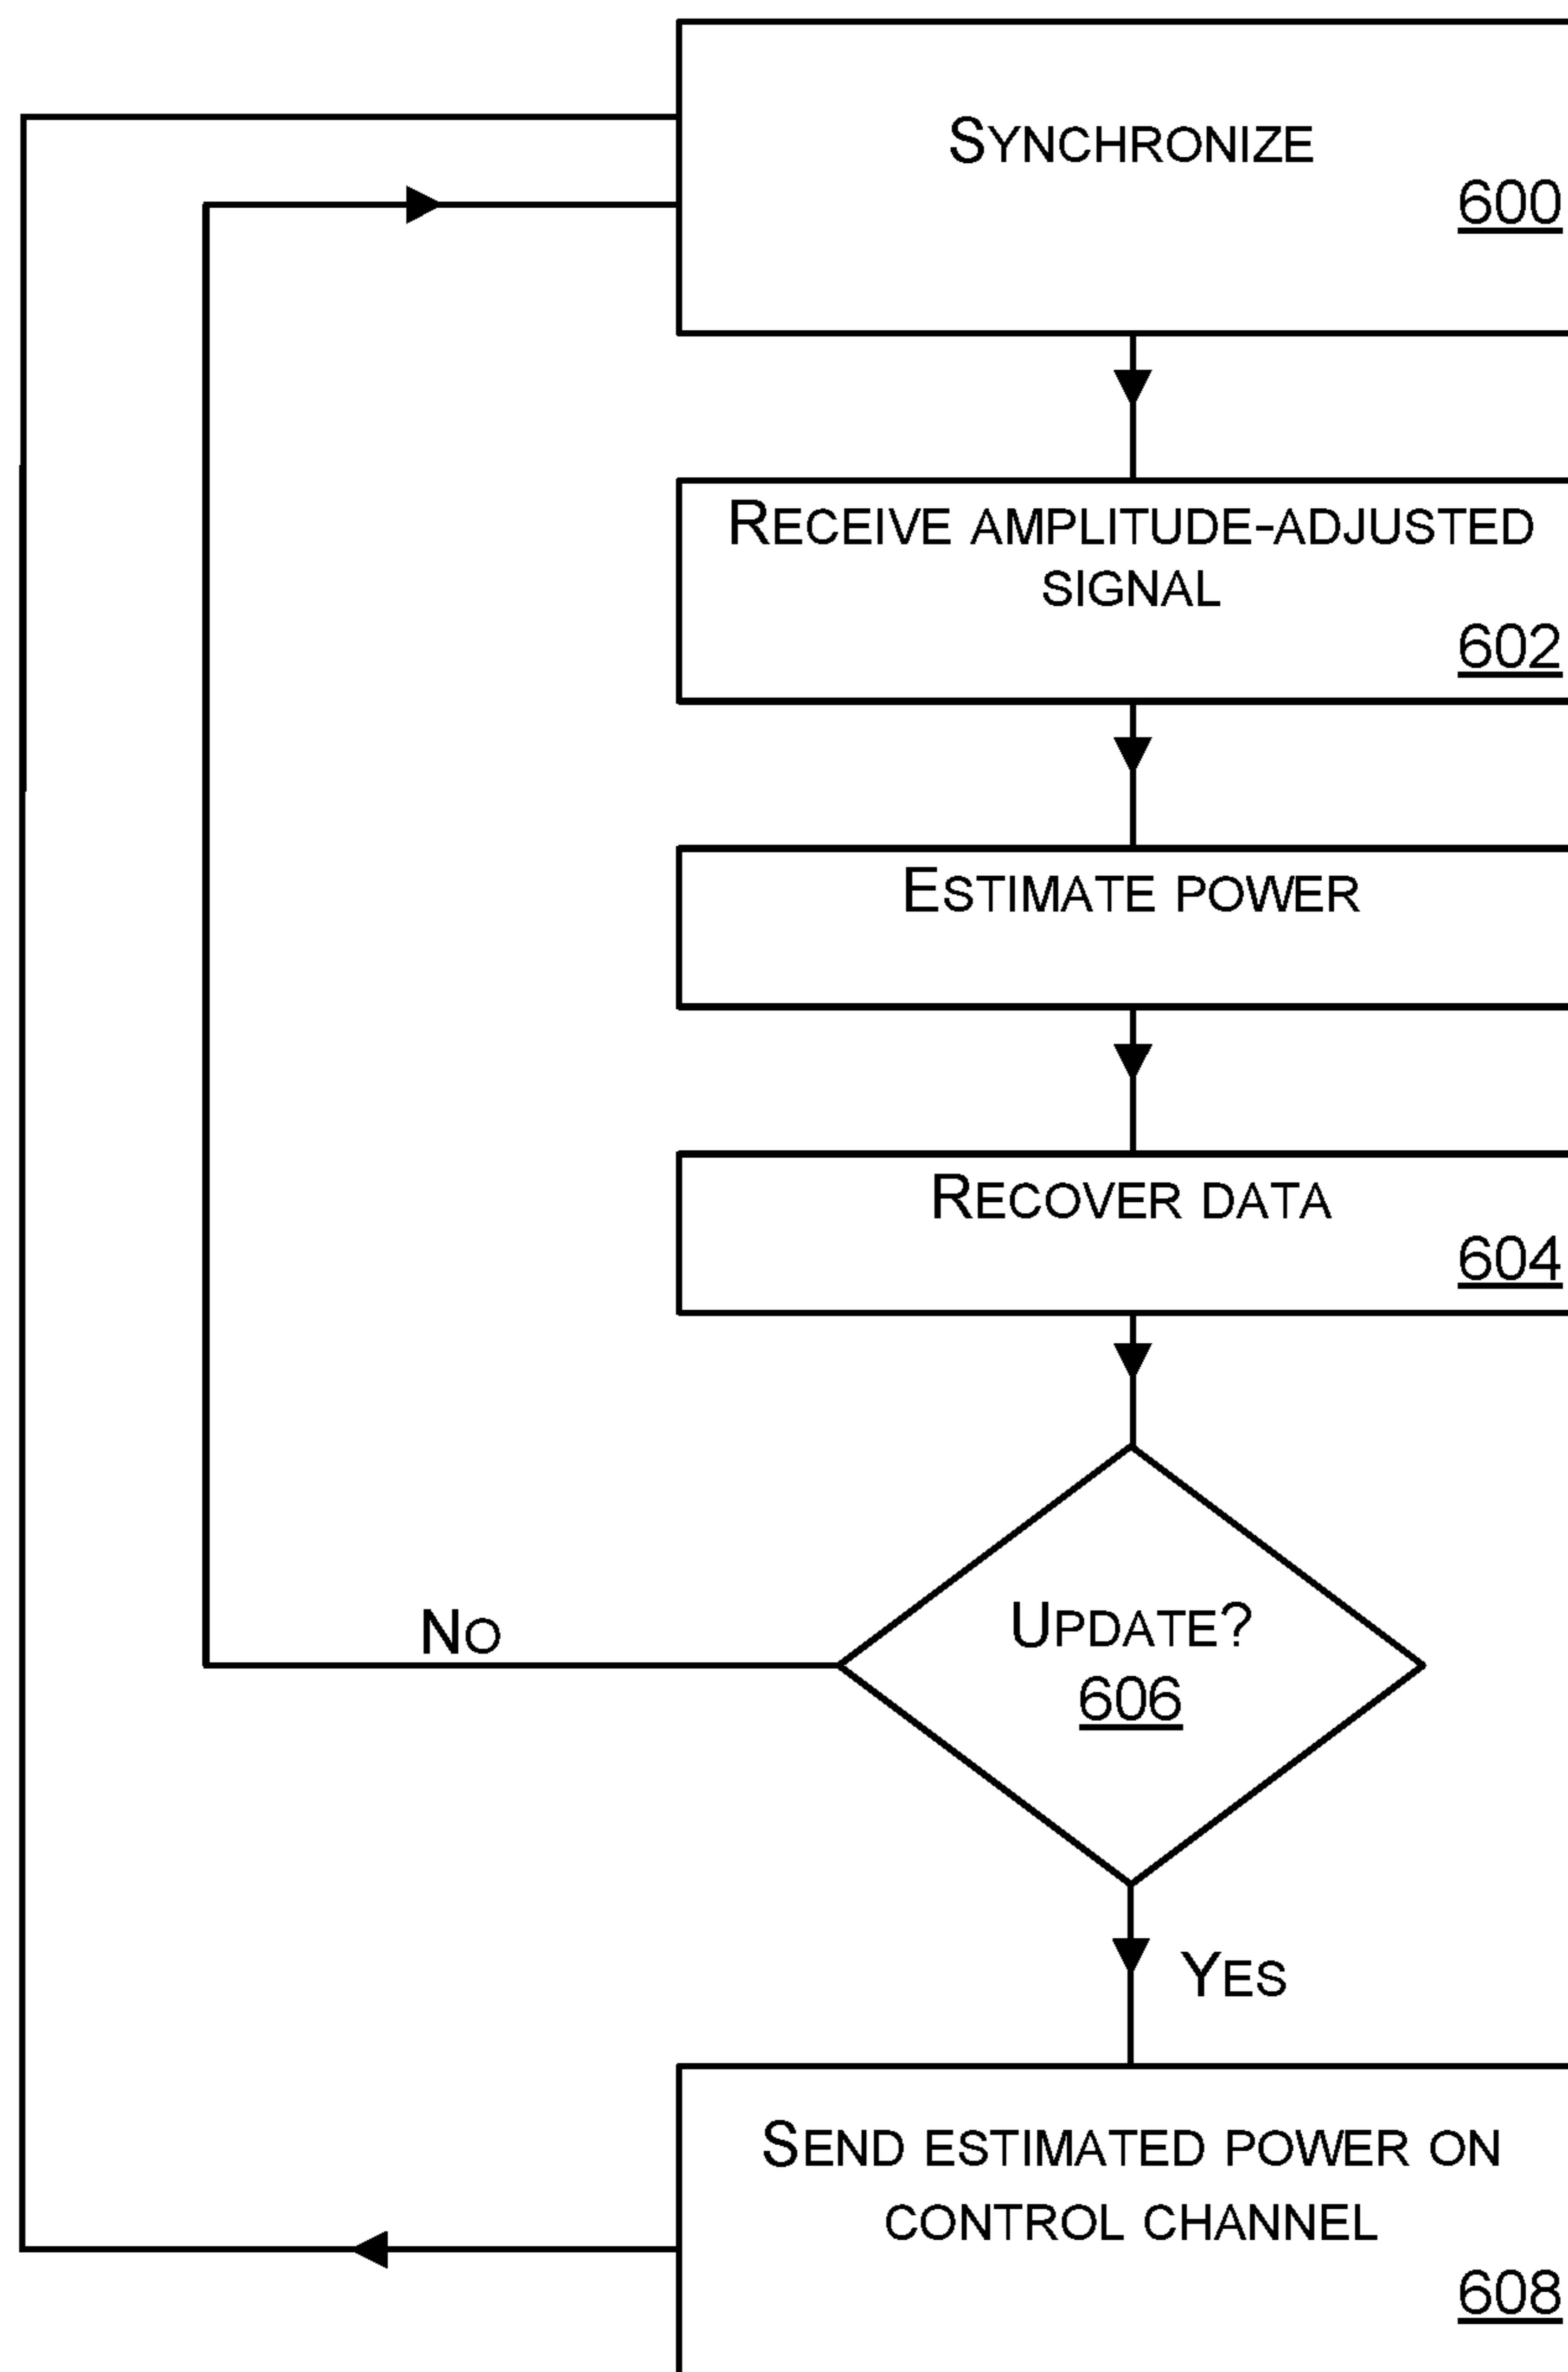 SYNCHRONIZE
600
RECEIVE AMPLITUDE-ADJUSTED
SIGNAL
602
ESTIMATE POWER
RECOVER DATA
604
NO
UPDATE?
606
YES
SEND ESTIMATED POWER ON
CONTROL CHANNEL
608